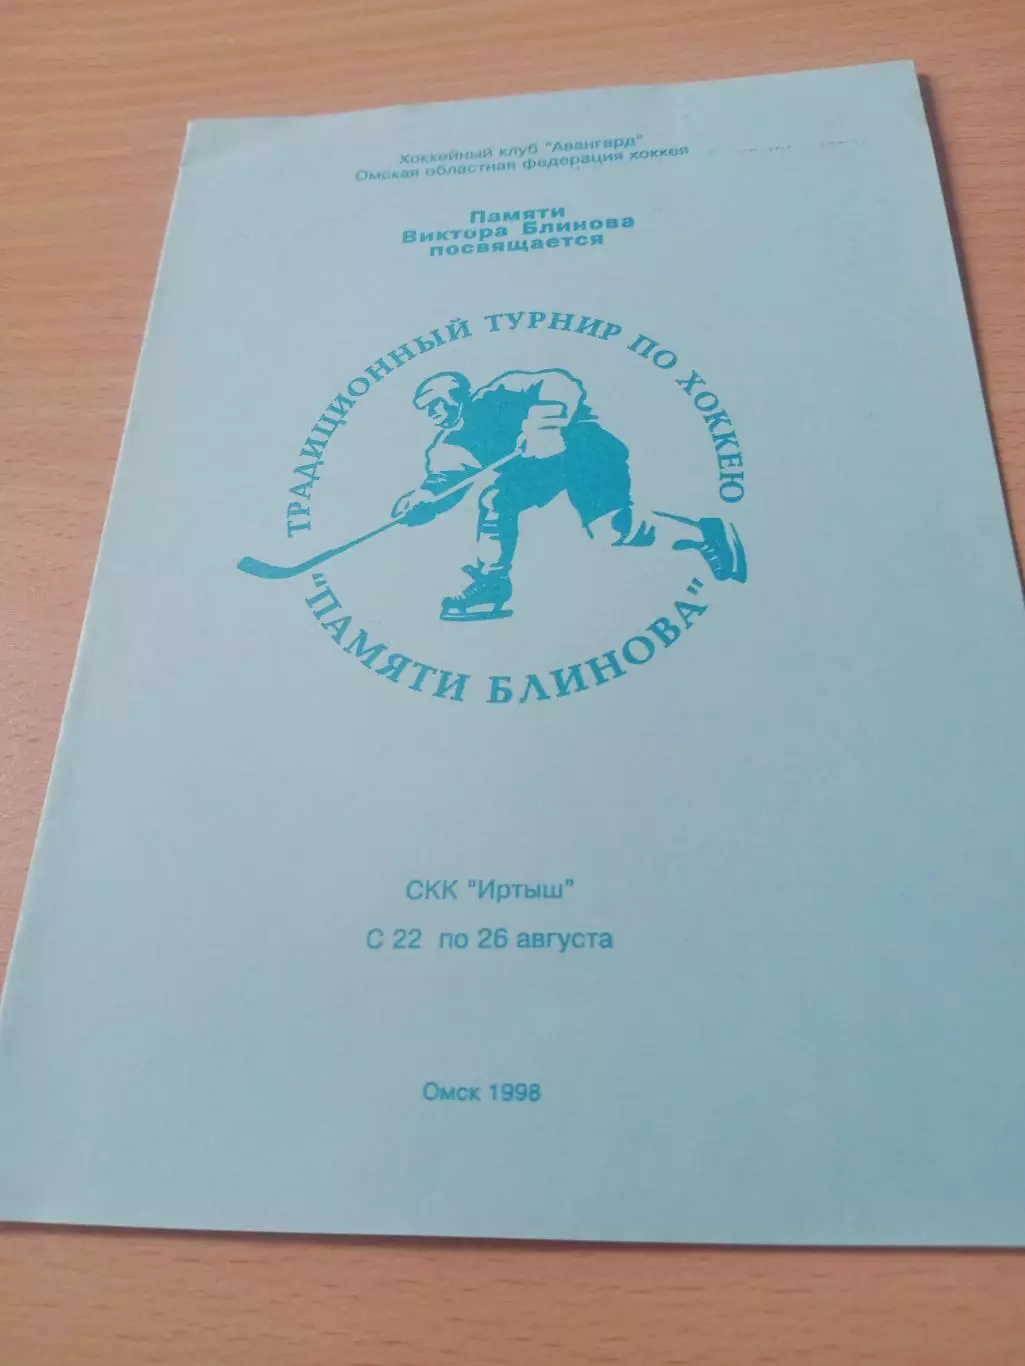 Хоккейный клуб "Авангард"
Омская областная федерация хоккея
Памяти
Виктора Блинова
посвящается
ТРАДИЦИОННЫЙ ТУРНИР ПО ХОККЕЮ
"ПАМЯТИ БЛИНОВА"
СКК "Иртыш"
С 22 по 26 августа
Омск 1998